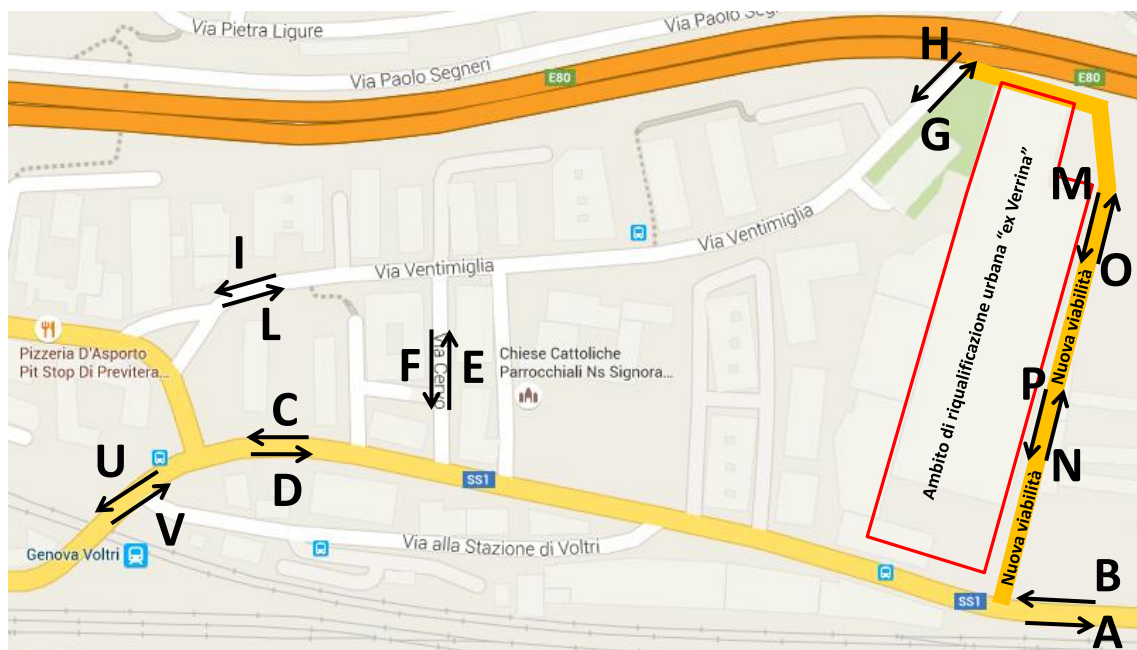 Via Pietra Ligure
Via Paolo Segneri
Via Paolo Segn
E80
E80
H
G
M
O
Via Ventimiglia
Via Ventimiglia
I
L
Ambito di riqualificazione urbana "ex Verrina"
Nuova viabilità
Nuova viabilità
Pizzeria D'Asporto
Pit Stop Di Previtera...
F
E
Via Cervo
Chiese Cattoliche
Parrocchiali Ns Signora...
P
N
C
D
U
V
SS1
Genova Voltri
Via alla Stazione di Voltri
SS1
B
A